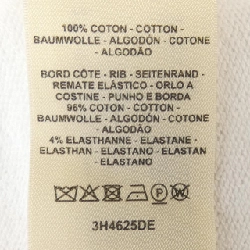 100% COTON - COTTON -
BAUMWOLLE - ALGODÓN - COTONE
- ALGODÃO
BORD CÔTE - RIB - SEITENRAND -
REMATE ELÁSTICO - ORLO A
COSTINE - PUNHO E BORDA
96% COTON - COTTON -
BAUMWOLLE - ALGODÓN - COTONE
- ALGODÃO
4% ELASTHANNE - ELASTANE -
ELASTHAN - ELASTANO - ELASTAN
- ELASTANO
P W
3H4625DE